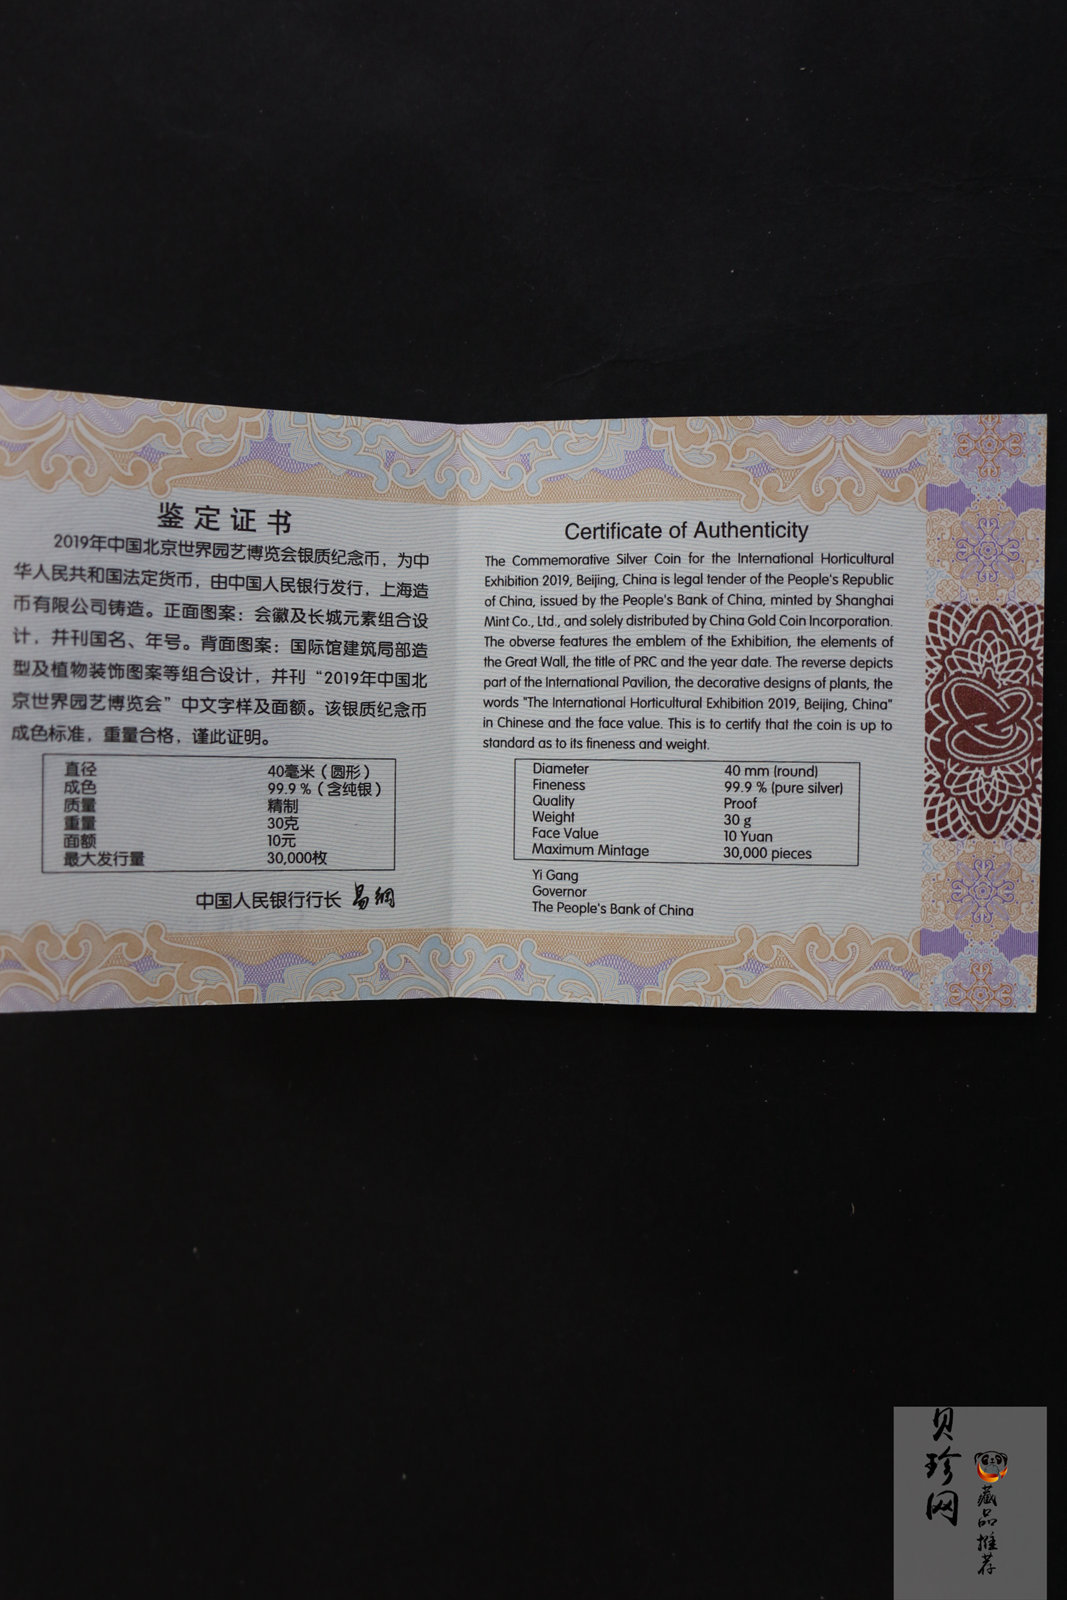 鉴定证书
2019年中国北京世界园艺博览会银质纪念币，为中
华人民共和国法定货币，由中国人民银行发行，上海造
币有限公司铸造。正面图案：会徽及长城元素组合设
计，并刊国名、年号。背面图案：国际馆建筑局部造
型及植物装饰图案等组合设计，并刊“2019年中国北
京世界园艺博览会”中文字样及面额。该银质纪念币
成色标准，重量合格，谨此证明。
直径 40毫米（圆形）
成色 99.9％（含纯银）
质量 精制
重量 30克
面额 10元
最大发行量 30,000枚
中国人民银行行长 易纲
Certificate of Authenticity
The Commemorative Silver Coin for the International Horticultural
Exhibition 2019, Beijing, China is legal tender of the People's Republic
of China, issued by the People's Bank of China, minted by Shanghai
Mint Co., Ltd., and solely distributed by China Gold Coin Incorporation.
The obverse features the emblem of the Exhibition, the elements of
the Great Wall, the title of PRC and the year date. The reverse depicts
part of the International Pavilion, the decorative designs of plants, the
words "The International Horticultural Exhibition 2019, Beijing, China"
in Chinese and the face value. This is to certify that the coin is up to
standard as to its fineness and weight.
Diameter 40 mm (round)
Fineness 99.9 % (pure silver)
Quality Proof
Weight 30 g
Face Value 10 Yuan
Maximum Mintage 30,000 pieces
Yi Gang
Governor
The People's Bank of China
贝珍网
藏品推荐